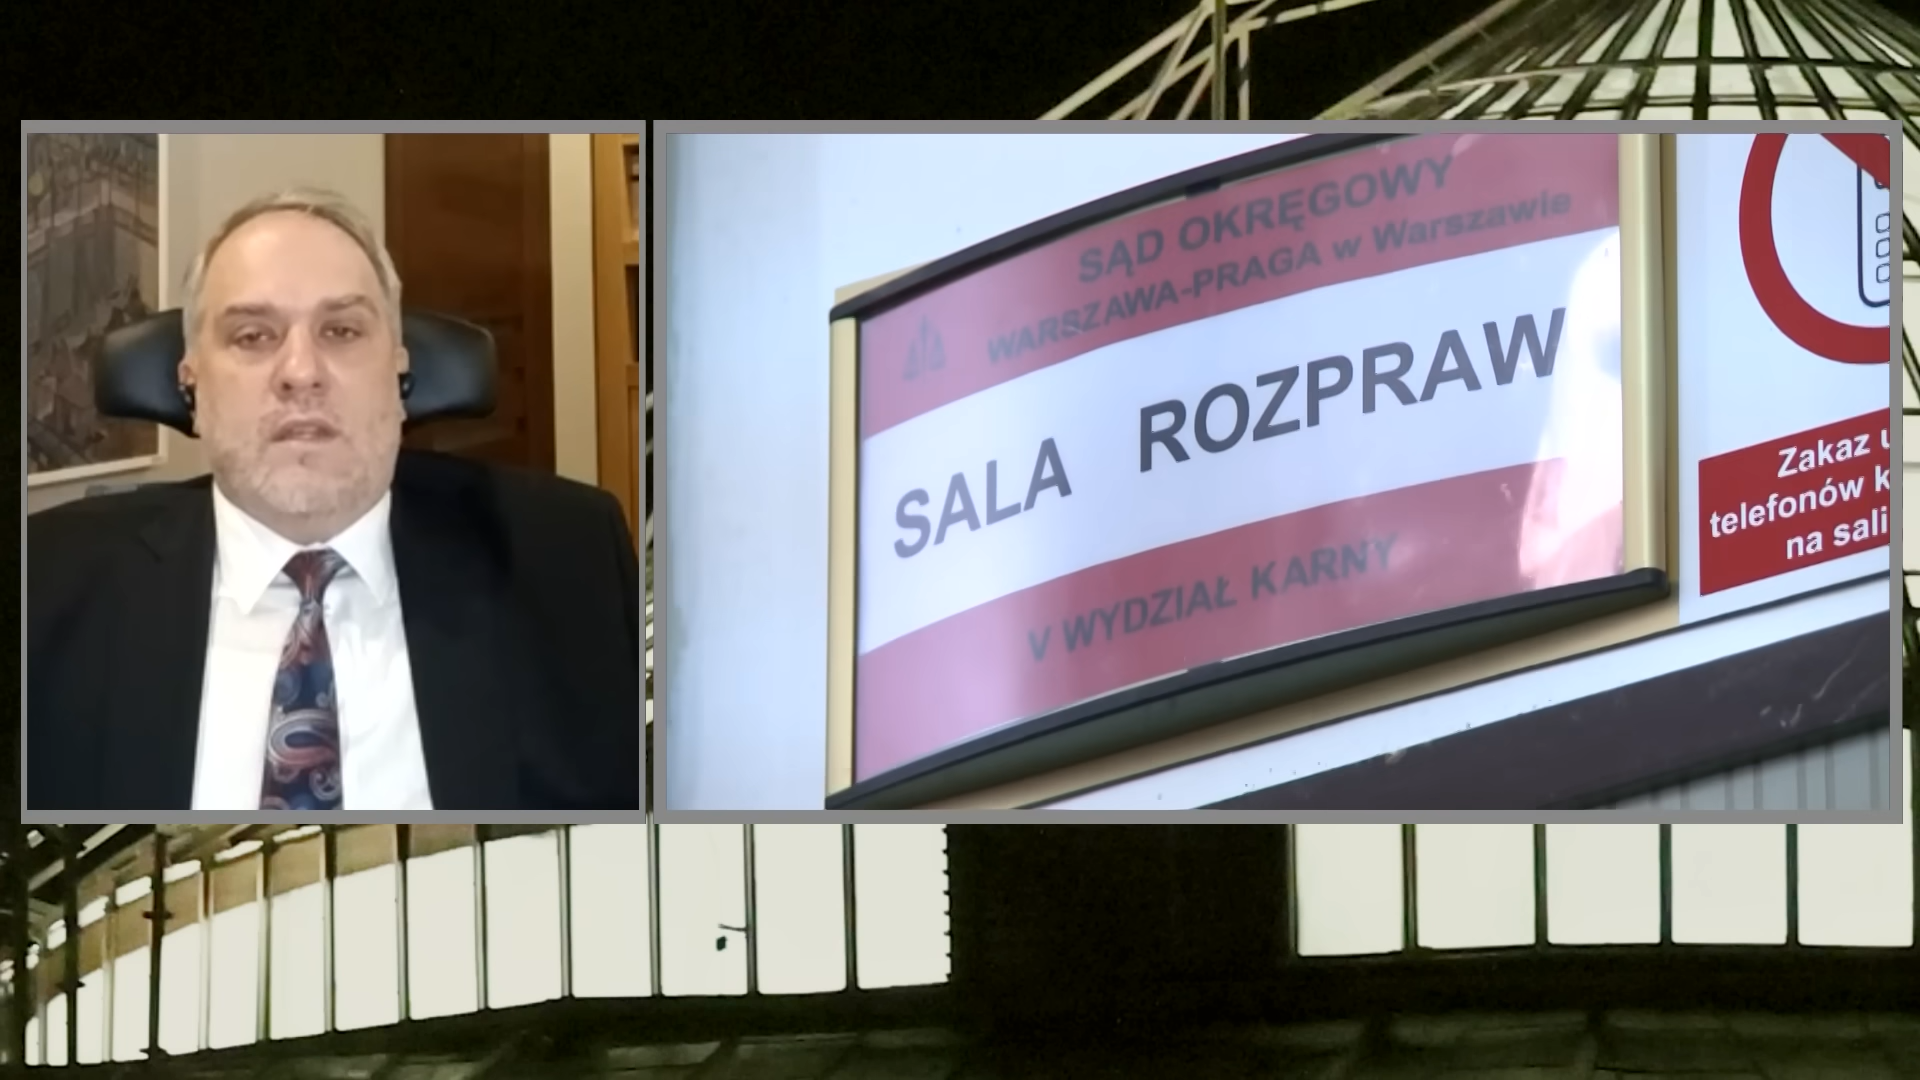 SĄD OKRĘGOWY
WARSZAWA-PRAGA w Warszawie
SALA ROZPRAW
V WYDZIAŁ KARNY
Zakaz
telefonów
na sali